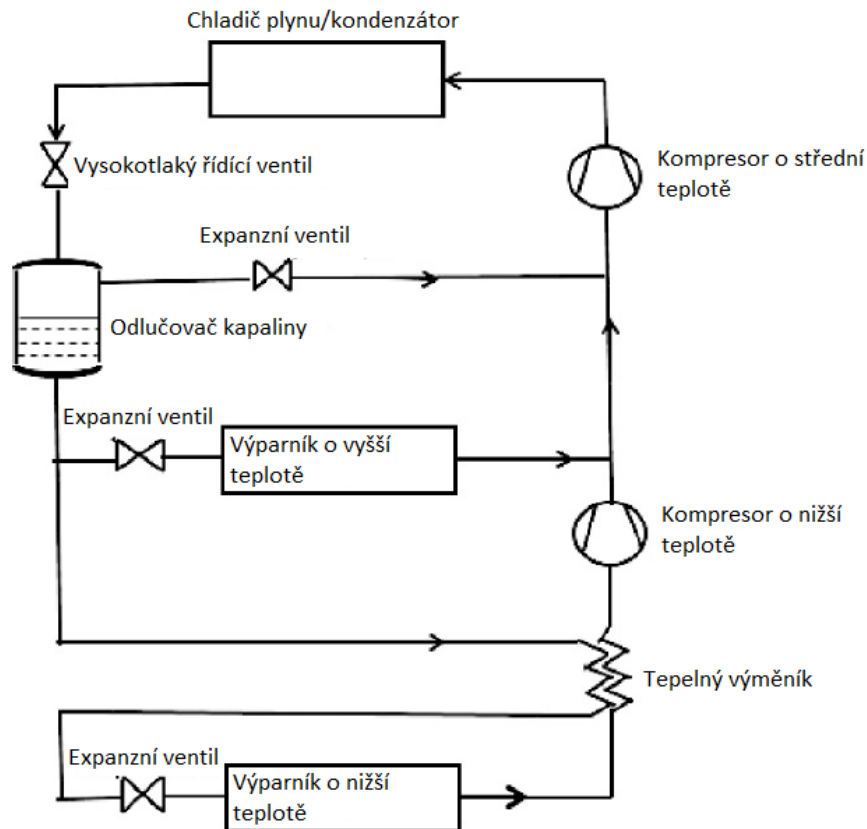 Chladič plynu/kondenzátor
Vysokotlaký řídící ventil
Kompresor o střední
teplotě
Expanzní ventil
Odlučovač kapaliny
Expanzní ventil
Výparník o vyšší
teplotě
Kompresor o nižší
teplotě
Tepelný výměník
Expanzní ventil
Výparník o nižší
teplotě